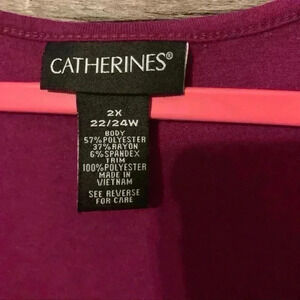 CATHERINES®
2X
22/24W
BODY
57%POLYESTER
37%RAYON
6%SPANDEX
TRIM
100%POLYESTER
MADE IN
VIETNAM
SEE REVERSE
FOR CARE